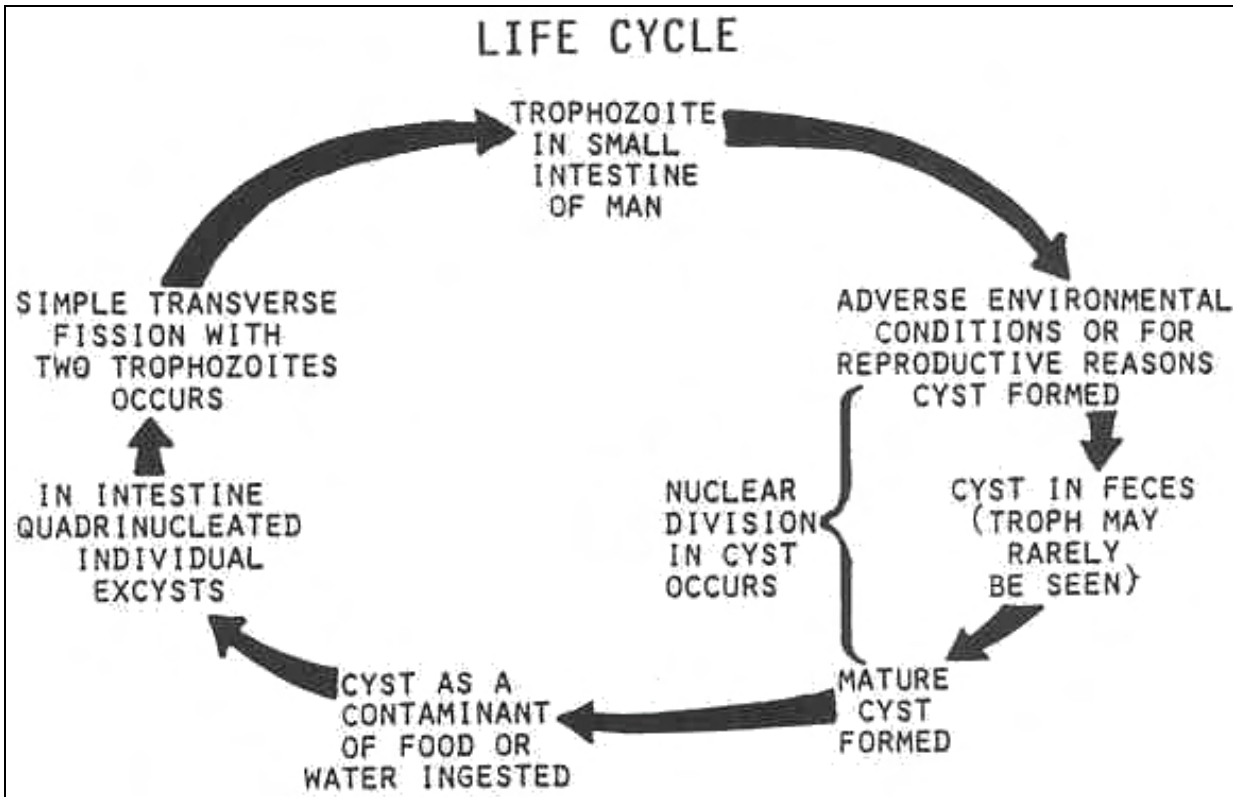 LIFE CYCLE
TROPHOZOITE
IN SMALL
INTESTINE
OF MAN
ADVERSE ENVIRONMENTAL
CONDITIONS OR FOR
REPRODUCTIVE REASONS
CYST FORMED
CYST IN FECES
(TROPH MAY
RARELY
BE SEEN)
NUCLEAR
DIVISION
IN CYST
OCCURS
MATURE
CYST
FORMED
CYST AS A
CONTAMINANT
OF FOOD OR
WATER INGESTED
IN INTESTINE
QUADRINUCLEATED
INDIVIDUAL
EXCYSTS
SIMPLE TRANSVERSE
FISSION WITH
TWO TROPHOZOITES
OCCURS